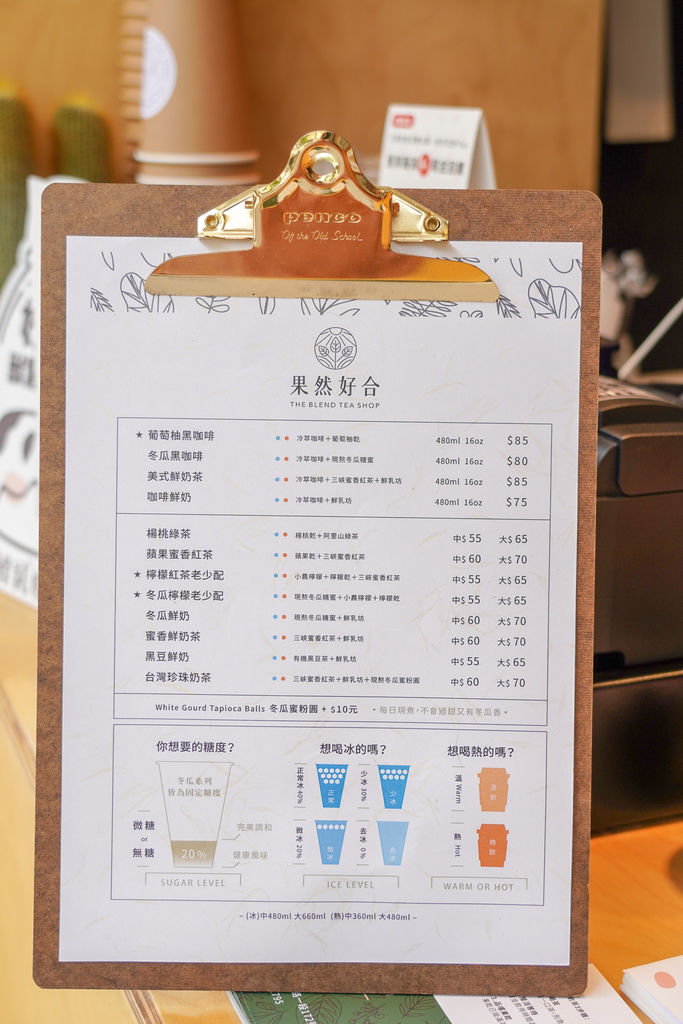 penco
Of the Old School
果然好合
THE BLEND TEA SHOP
★ 葡萄柚黑咖啡 冷萃咖啡+葡萄柚乾 480ml 16oz $85
冬瓜黑咖啡 冷萃咖啡+現熬冬瓜糖蜜 480ml 16oz $80
美式鮮奶茶 冷萃咖啡+三峽蜜香紅茶+鮮乳坊 480ml 16oz $85
咖啡鮮奶 冷萃咖啡+鮮乳坊 480ml 16oz $75
楊桃綠茶 楊桃乾+阿里山綠茶 中$ 55 大$ 65
蘋果蜜香紅茶 蘋果乾+三峽蜜香紅茶 中$ 60 大$ 70
★ 檸檬紅茶老少配 小農檸檬+檸檬乾+三峽蜜香紅茶 中$ 55 大$ 65
★ 冬瓜檸檬老少配 現熬冬瓜糖蜜+小農檸檬+檸檬乾 中$ 55 大$ 65
冬瓜鮮奶 現熬冬瓜糖蜜+鮮乳坊 中$ 60 大$ 70
蜜香鮮奶茶 三峽蜜香紅茶+鮮乳坊 中$ 60 大$ 70
黑豆鮮奶 有機黑豆茶+鮮乳坊 中$ 55 大$ 65
台灣珍珠奶茶 三峽蜜香紅茶+鮮乳坊+現熬冬瓜蜜粉圓 中$ 60 大$ 70
White Gourd Tapioca Balls 冬瓜蜜粉圓 + $10元 • 每日現煮,不會過甜又有冬瓜香 •
你想要的糖度?
冬瓜系列
皆為固定糖度
微糖
or
無糖
完美調和
20 %
健康風味
SUGAR LEVEL
想喝冰的嗎?
正常冰 40%
正常
少冰 30%
少冰
微冰 20%
微冰
去冰 0%
去冰
ICE LEVEL
想喝熱的嗎?
溫 Warm
溫飲
熱 Hot
熱飲
WARM OR HOT
– (冰)中480ml 大660ml (熱)中360ml 大480ml –